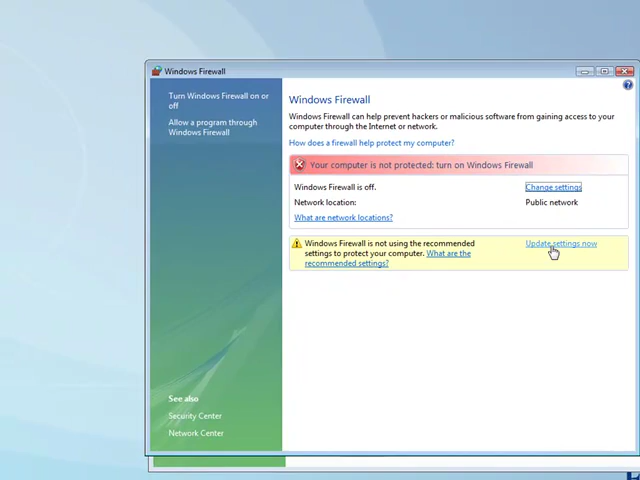 Windows Firewall
Turn Windows Firewall on or
off
Allow a program through
Windows Firewall
See also
Security Center
Network Center
Windows Firewall
Windows Firewall can help prevent hackers or malicious software from gaining access to your
computer through the Internet or network.
How does a firewall help protect my computer?
Your computer is not protected: turn on Windows Firewall
Windows Firewall is off. Change settings
Network location: Public network
What are network locations?
Windows Firewall is not using the recommended Update settings now
settings to protect your computer. What are the
recommended settings?